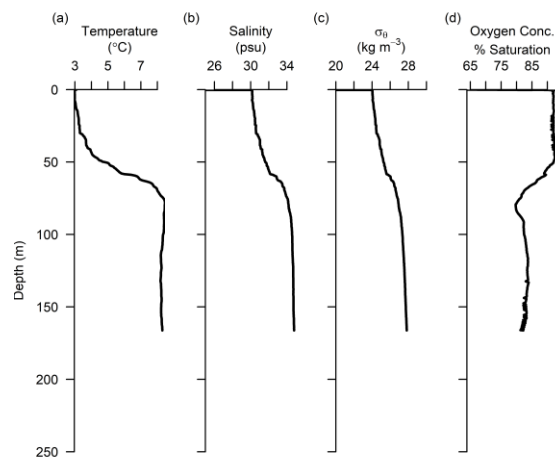 (a) Temperature
(°C)
3 5 7
(b) Salinity
(psu)
26 30 34
(c) σθ
(kg m⁻³)
20 24 28
(d) Oxygen Conc.
% Saturation
65 75 85
0
50
100
150
200
250
Depth (m)